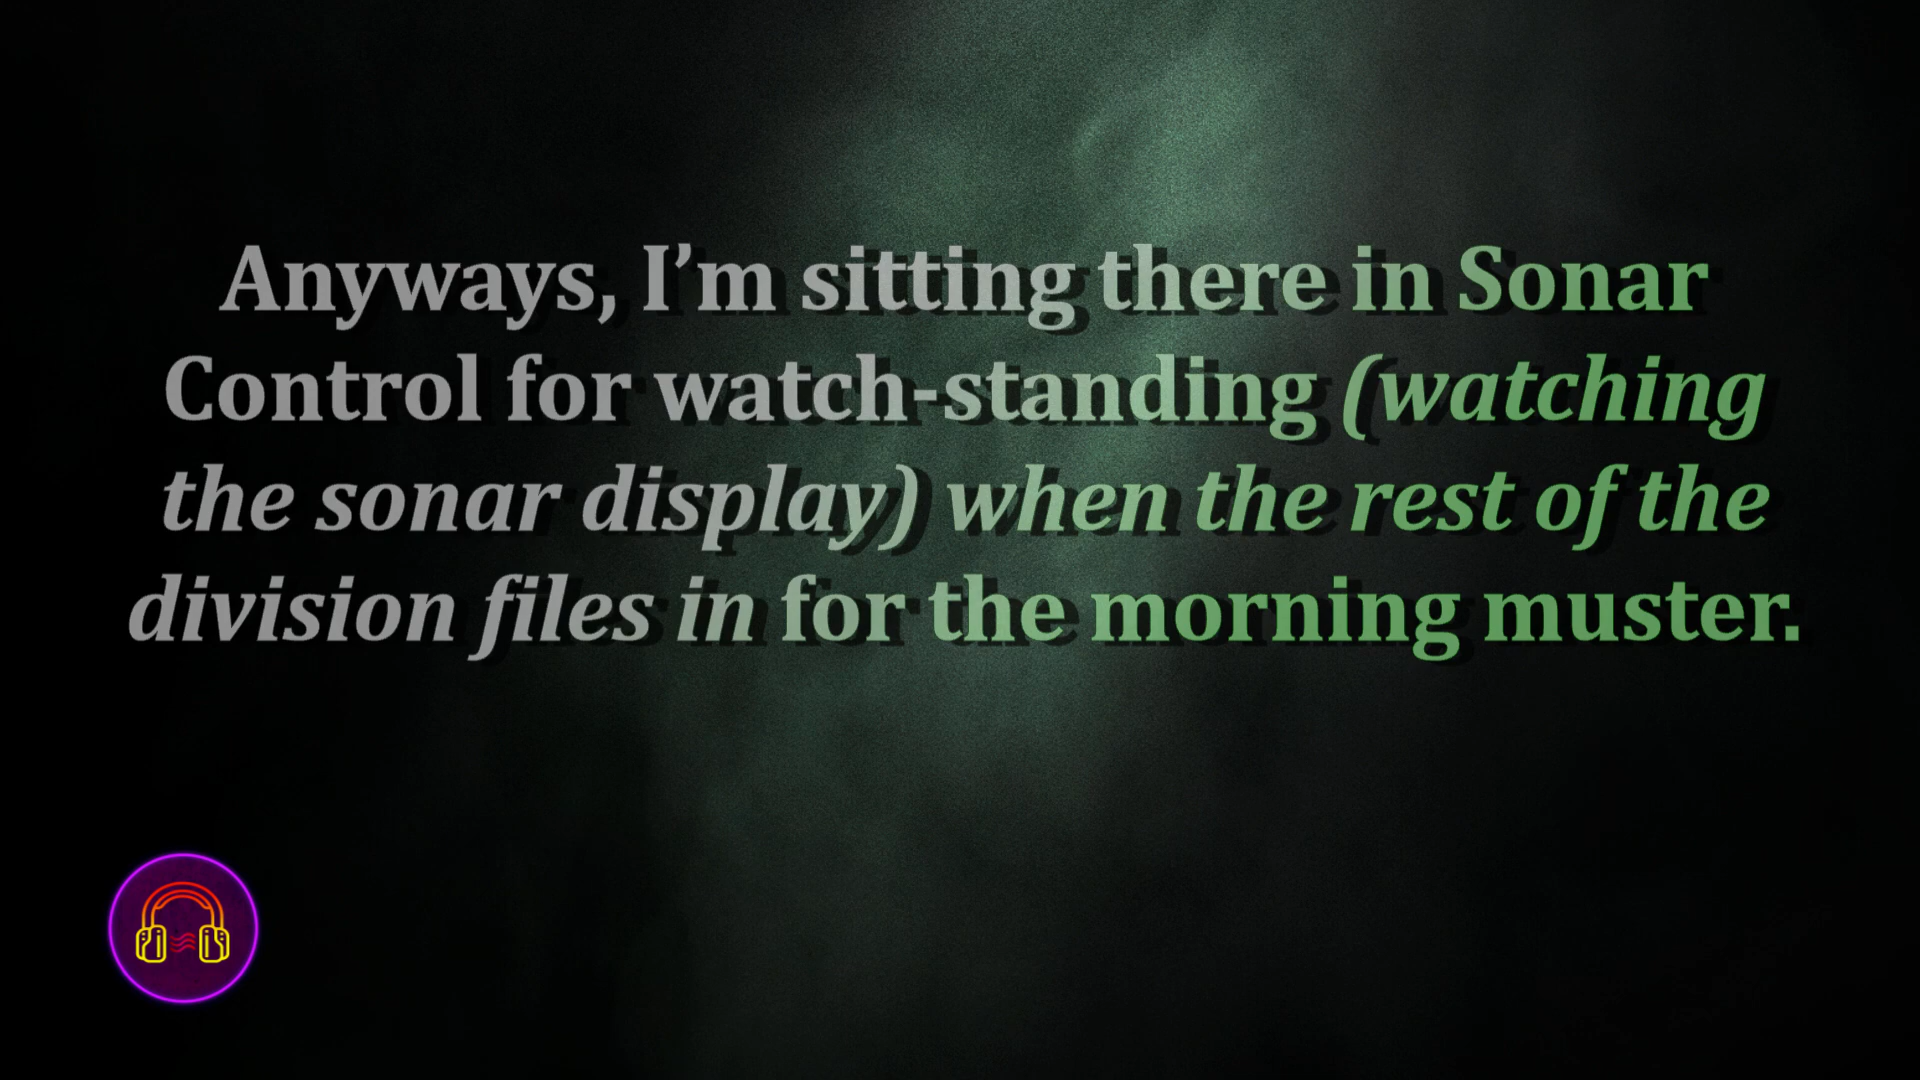 Anyways, I’m sitting there in Sonar
Control for watch-standing (watching
the sonar display) when the rest of the
division files in for the morning muster.